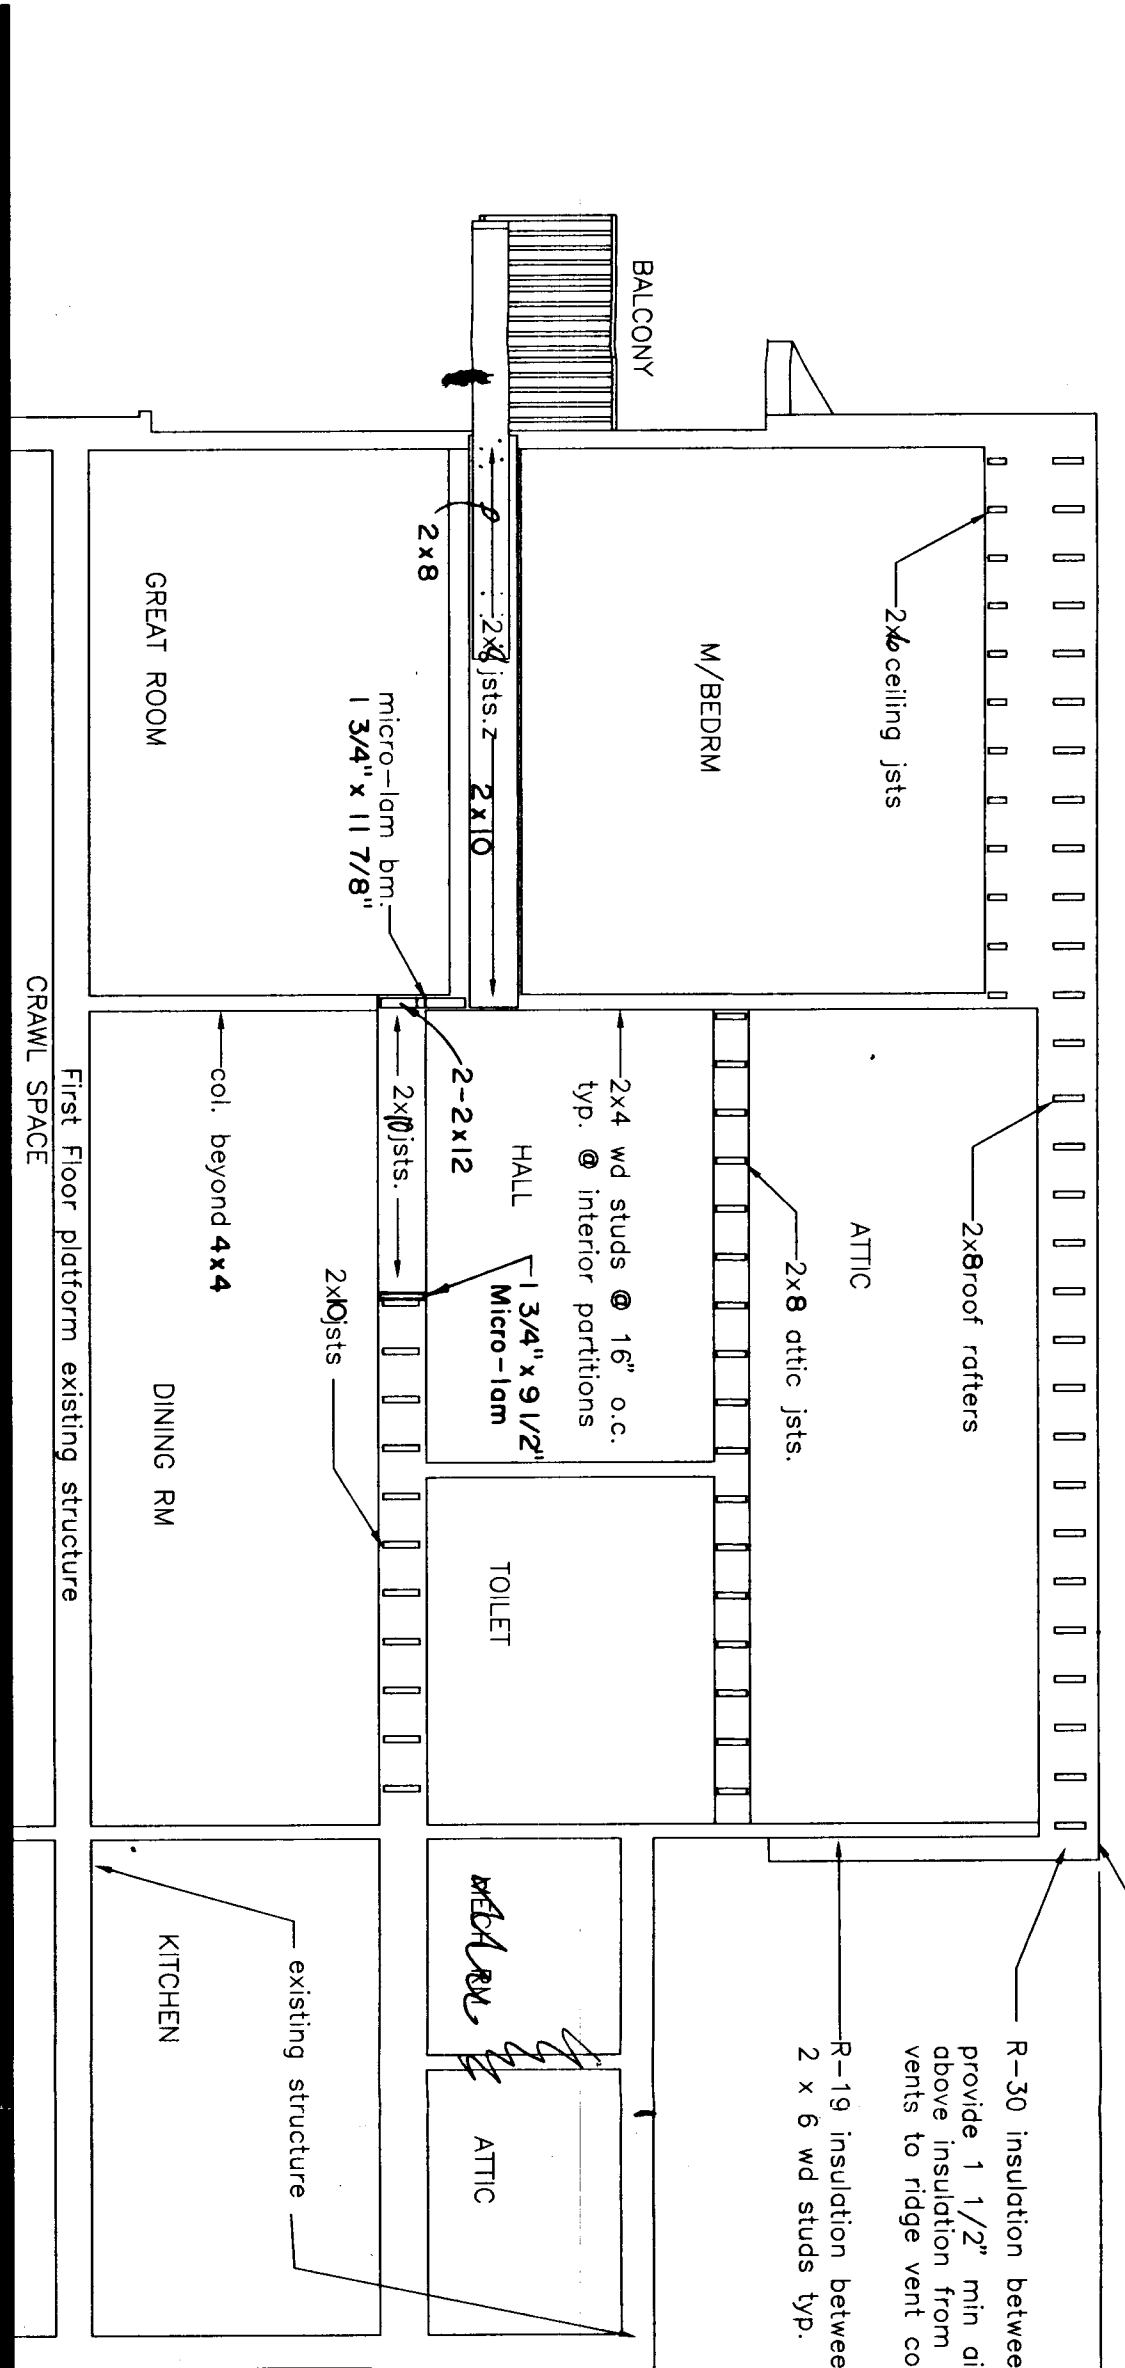 R-30 insulation betwee
provide 1 1/2" min ai
above insulation from
vents to ridge vent co
R-19 insulation betwee
2 x 6 wd studs typ.
2x8 roof rafters
ATTIC
2x6 ceiling jsts
2x8 attic jsts.
M/BEDRM
BALCONY
2x4 wd studs @ 16" o.c.
typ. @ interior partitions
HALL
1 3/4" x 9 1/2"
Micro-lam
TOILET
MECH RM
ATTIC
jsts.z
2x10
2x8
2-2x12
2x10 jsts.
micro-lam bm.
1 3/4" x 11 7/8"
2x10 jsts
existing structure
GREAT ROOM
col. beyond 4x4
DINING RM
KITCHEN
First Floor platform existing structure
CRAWL SPACE